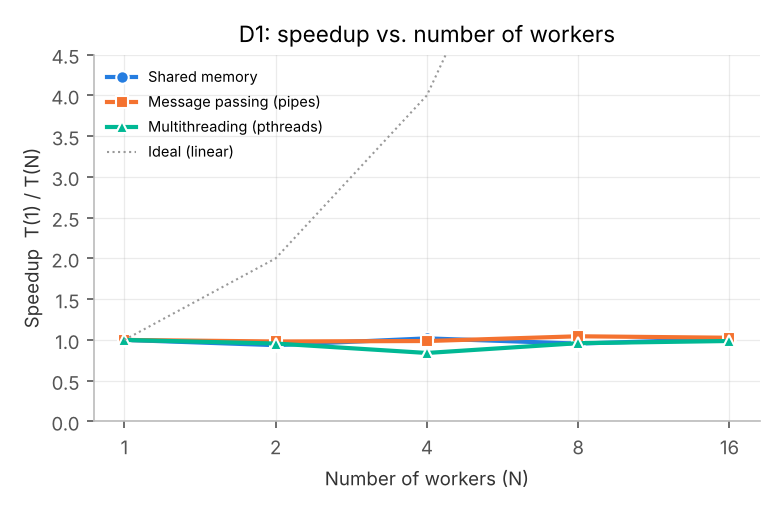 D1: speedup vs. number of workers
Speedup T(1) / T(N)
4.5
4.0
3.5
3.0
2.5
2.0
1.5
1.0
0.5
0.0
Shared memory
Message passing (pipes)
Multithreading (pthreads)
Ideal (linear)
1 2 4 8 16
Number of workers (N)